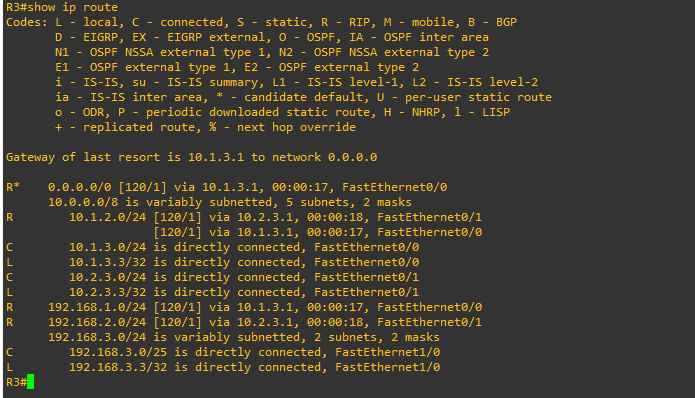 R3#show ip route
Codes: L - local, C - connected, S - static, R - RIP, M - mobile, B - BGP
       D - EIGRP, EX - EIGRP external, O - OSPF, IA - OSPF inter area
       N1 - OSPF NSSA external type 1, N2 - OSPF NSSA external type 2
       E1 - OSPF external type 1, E2 - OSPF external type 2
       i - IS-IS, su - IS-IS summary, L1 - IS-IS level-1, L2 - IS-IS level-2
       ia - IS-IS inter area, * - candidate default, U - per-user static route
       o - ODR, P - periodic downloaded static route, H - NHRP, l - LISP
       + - replicated route, % - next hop override

Gateway of last resort is 10.1.3.1 to network 0.0.0.0

R*    0.0.0.0/0 [120/1] via 10.1.3.1, 00:00:17, FastEthernet0/0
      10.0.0.0/8 is variably subnetted, 5 subnets, 2 masks
R        10.1.2.0/24 [120/1] via 10.2.3.1, 00:00:18, FastEthernet0/1
                     [120/1] via 10.1.3.1, 00:00:17, FastEthernet0/0
C        10.1.3.0/24 is directly connected, FastEthernet0/0
L        10.1.3.3/32 is directly connected, FastEthernet0/0
C        10.2.3.0/24 is directly connected, FastEthernet0/1
L        10.2.3.3/32 is directly connected, FastEthernet0/1
R     192.168.1.0/24 [120/1] via 10.1.3.1, 00:00:17, FastEthernet0/0
R     192.168.2.0/24 [120/1] via 10.2.3.1, 00:00:18, FastEthernet0/1
      192.168.3.0/24 is variably subnetted, 2 subnets, 2 masks
C        192.168.3.0/25 is directly connected, FastEthernet1/0
L        192.168.3.3/32 is directly connected, FastEthernet1/0
R3#